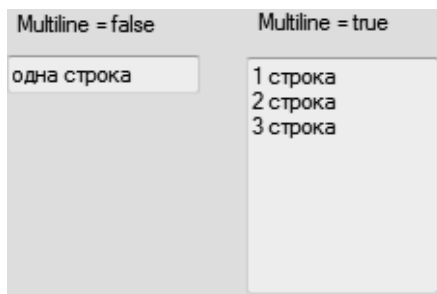 Multiline = false
одна строка
Multiline = true
1 строка
2 строка
3 строка